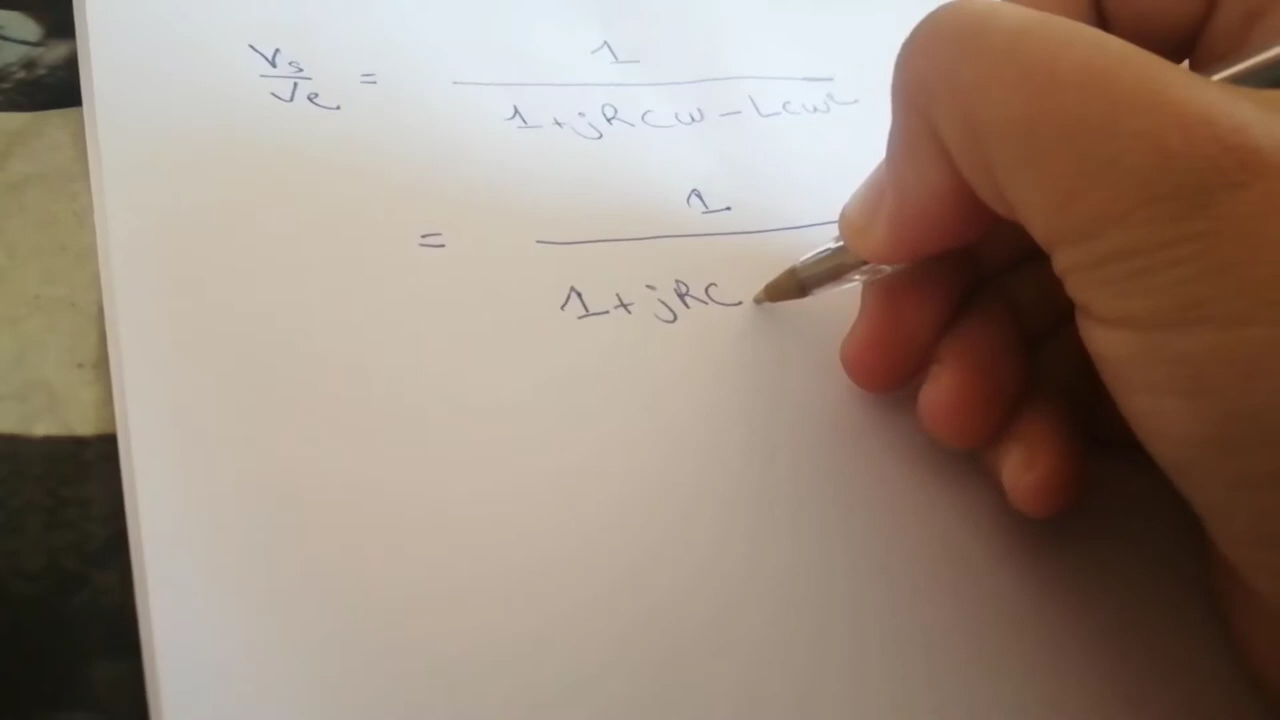 Vs/Ve = 1/(1+jRCω-LCω²)
= 1/(1+jRC